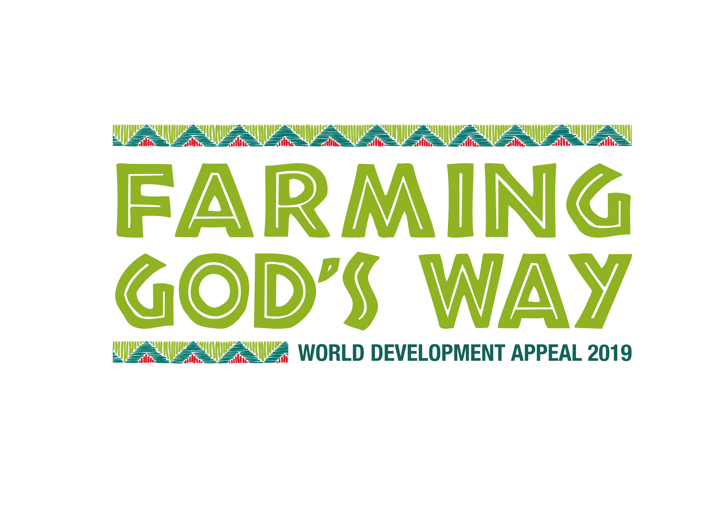 FARMING
GOD'S WAY
WORLD DEVELOPMENT APPEAL 2019